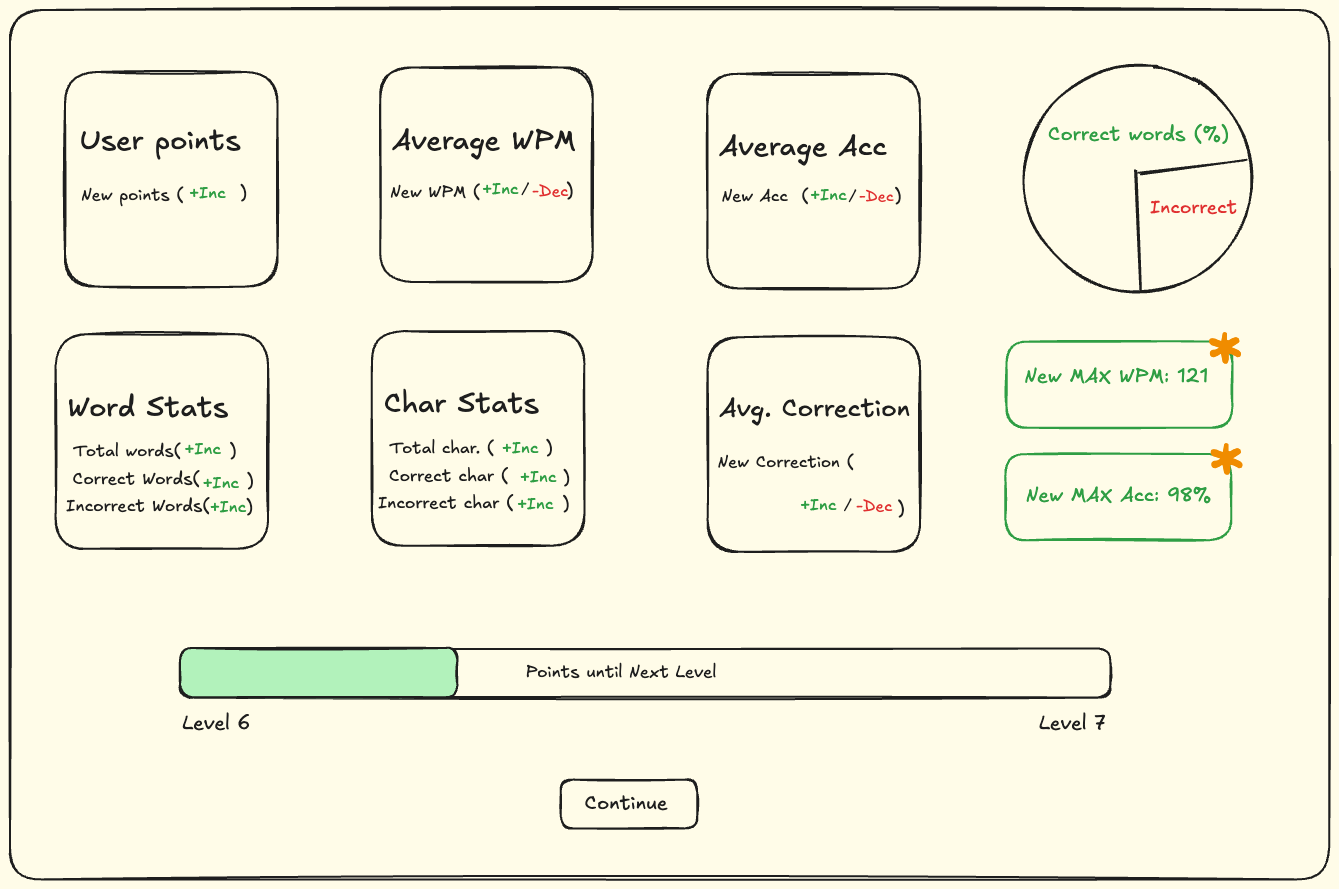 User points
New points ( +Inc )
Average WPM
New WPM (+Inc/-Dec)
Average Acc
New Acc (+Inc/-Dec)
Correct words (%)
Incorrect
Word Stats
Total words(+Inc )
Correct Words(+Inc )
Incorrect Words(+Inc)
Char Stats
Total char. ( +Inc )
Correct char ( +Inc )
Incorrect char ( +Inc )
Avg. Correction
New Correction (
+Inc / -Dec )
New MAX WPM: 121
New MAX Acc: 98%
Points until Next Level
Level 6
Level 7
Continue